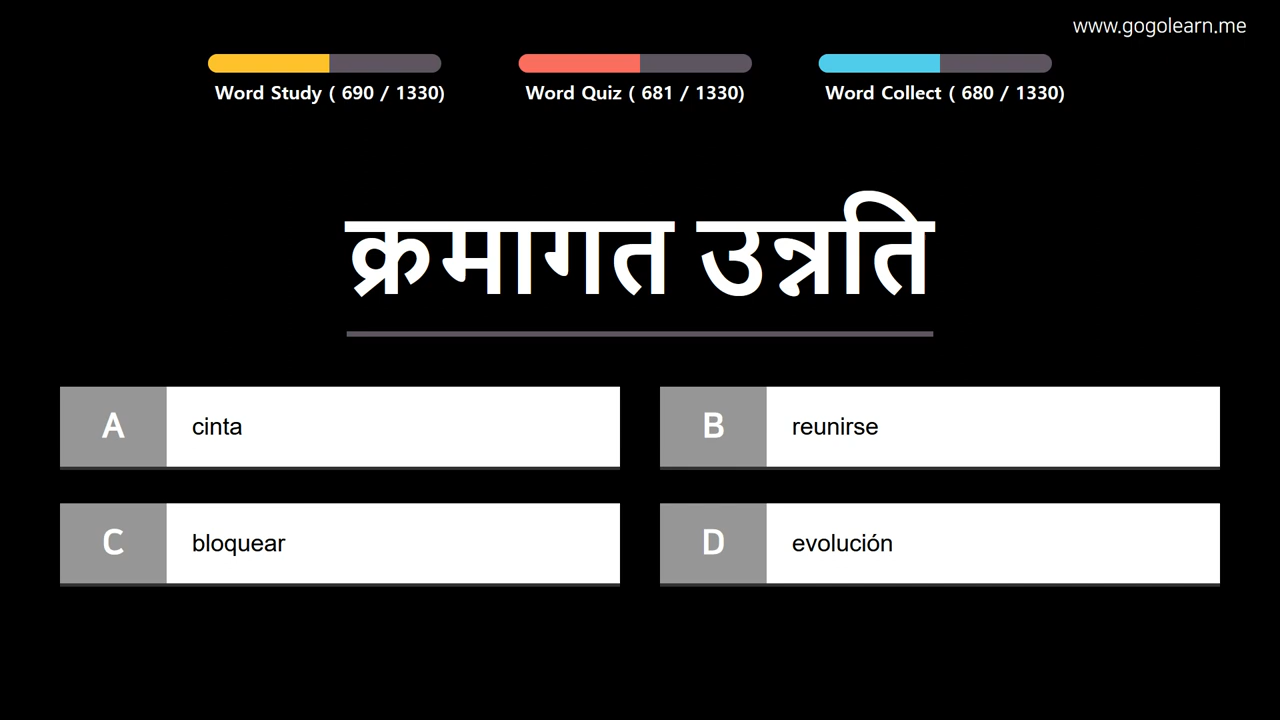 www.gogolearn.me
Word Study ( 690 / 1330)
Word Quiz ( 681 / 1330)
Word Collect ( 680 / 1330)
क्रमागत उन्नति
A
cinta
B
reunirse
C
bloquear
D
evolución